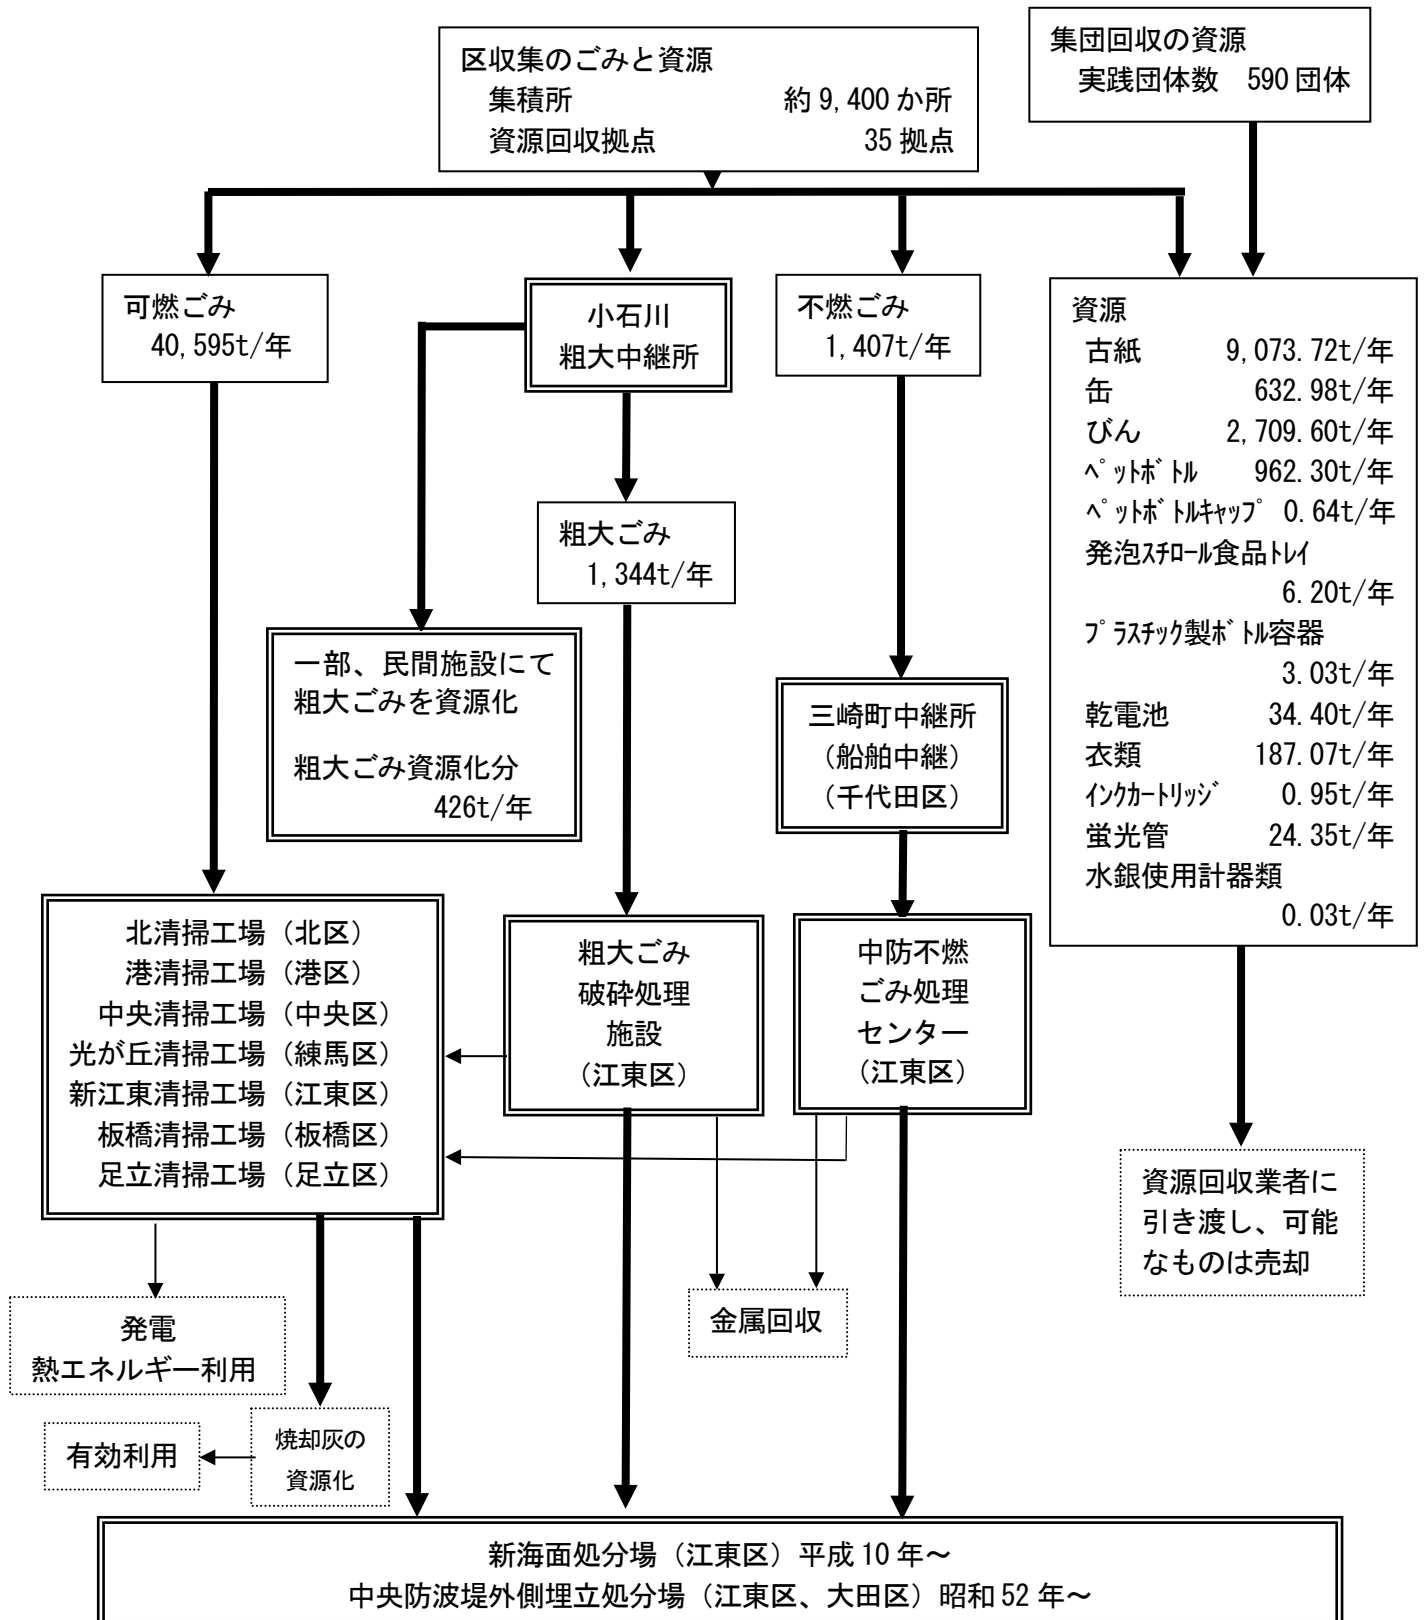 区収集のごみと資源
集積所 約9,400か所
資源回収拠点 35拠点
集団回収の資源
実践団体数 590団体
可燃ごみ
40,595t/年
小石川
粗大中継所
不燃ごみ
1,407t/年
資源
古紙 9,073.72t/年
缶 632.98t/年
びん 2,709.60t/年
ﾍﾟｯﾄﾎﾞﾄﾙ 962.30t/年
ﾍﾟｯﾄﾎﾞﾄﾙｷｬｯﾌﾟ 0.64t/年
発泡ｽﾁﾛｰﾙ食品ﾄﾚｲ
6.20t/年
ﾌﾟﾗｽﾁｯｸ製ﾎﾞﾄﾙ容器
3.03t/年
乾電池 34.40t/年
衣類 187.07t/年
ｲﾝｸｶｰﾄﾘｯｼﾞ 0.95t/年
蛍光管 24.35t/年
水銀使用計器類
0.03t/年
粗大ごみ
1,344t/年
一部、民間施設にて
粗大ごみを資源化
粗大ごみ資源化分
426t/年
三崎町中継所
（船舶中継）
（千代田区）
北清掃工場（北区）
港清掃工場（港区）
中央清掃工場（中央区）
光が丘清掃工場（練馬区）
新江東清掃工場（江東区）
板橋清掃工場（板橋区）
足立清掃工場（足立区）
粗大ごみ
破砕処理
施設
（江東区）
中防不燃
ごみ処理
センター
（江東区）
資源回収業者に
引き渡し、可能
なものは売却
発電
熱エネルギー利用
金属回収
有効利用
焼却灰の
資源化
新海面処分場（江東区）平成10年～
中央防波堤外側埋立処分場（江東区、大田区）昭和52年～